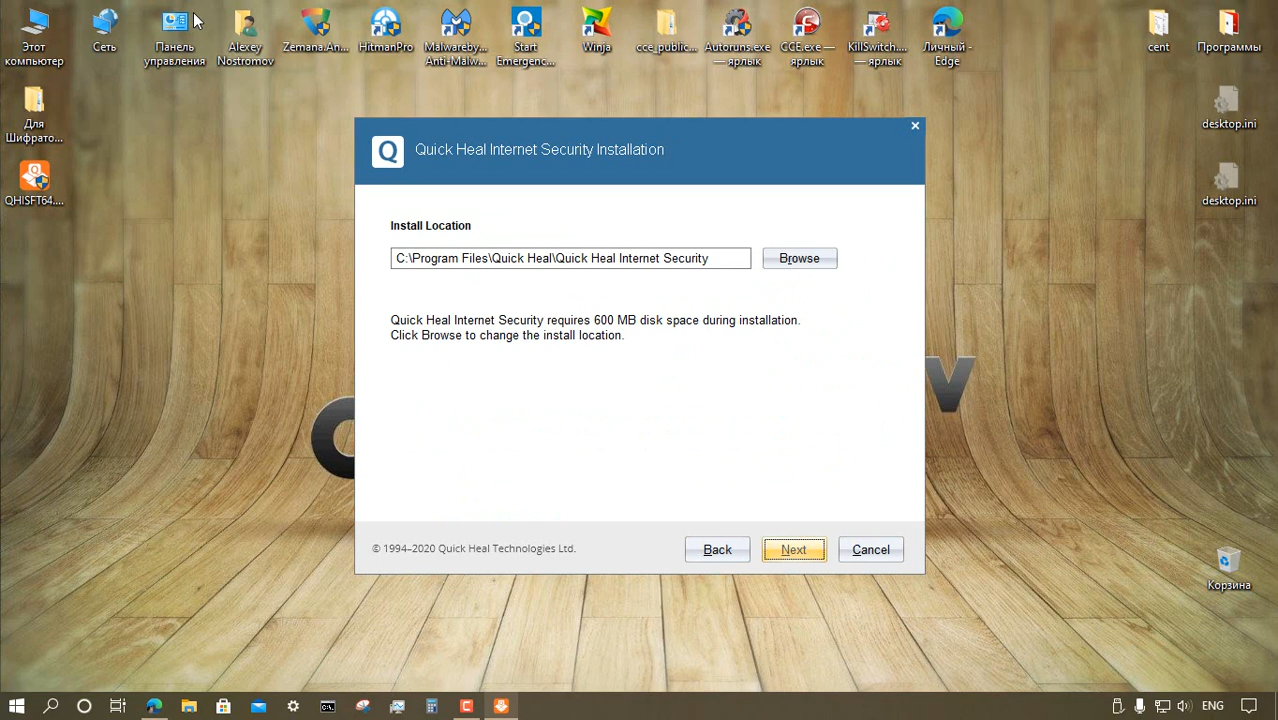 Этот
компьютер
Сеть
Панель
управления
Alexey
Nostromov
Zemana.An...
HitmanPro
Malwareby...
Anti-Malw...
Start
Emergenc...
Winja
cce_public...
Autoruns.exe
— ярлык
CCE.exe —
ярлык
KillSwitch....
— ярлык
Личный -
Edge
cent
Программы
Для
Шифрато...
desktop.ini
QHISFT64....
desktop.ini
Q
Quick Heal Internet Security Installation
Install Location
C:\Program Files\Quick Heal\Quick Heal Internet Security
Browse
Quick Heal Internet Security requires 600 MB disk space during installation.
Click Browse to change the install location.
© 1994–2020 Quick Heal Technologies Ltd.
Back
Next
Cancel
Корзина
ENG